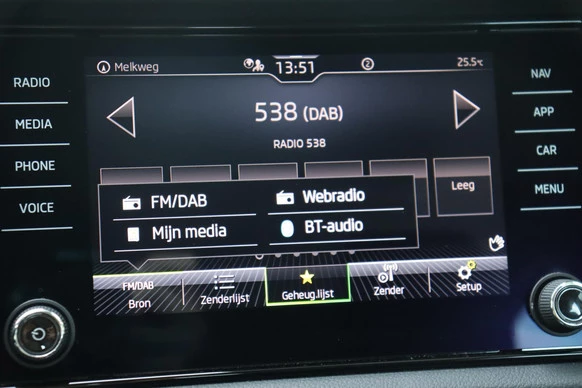 RADIO
MEDIA
PHONE
VOICE
Melkweg
13:51
2
25.5°C
538 (DAB)
RADIO 538
Leeg
FM/DAB
Webradio
Mijn media
BT-audio
FM/DAB
Bron
Zenderlijst
Geheug.lijst
Zender
Setup
NAV
APP
CAR
MENU